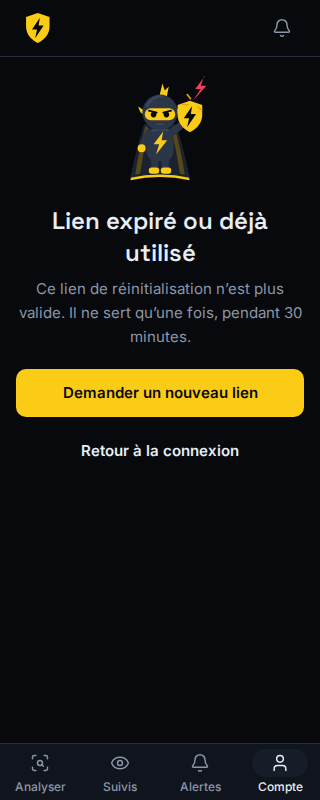 Lien expiré ou déjà
utilisé
Ce lien de réinitialisation n’est plus
valide. Il ne sert qu’une fois, pendant 30
minutes.
Demander un nouveau lien
Retour à la connexion
Analyser
Suivis
Alertes
Compte